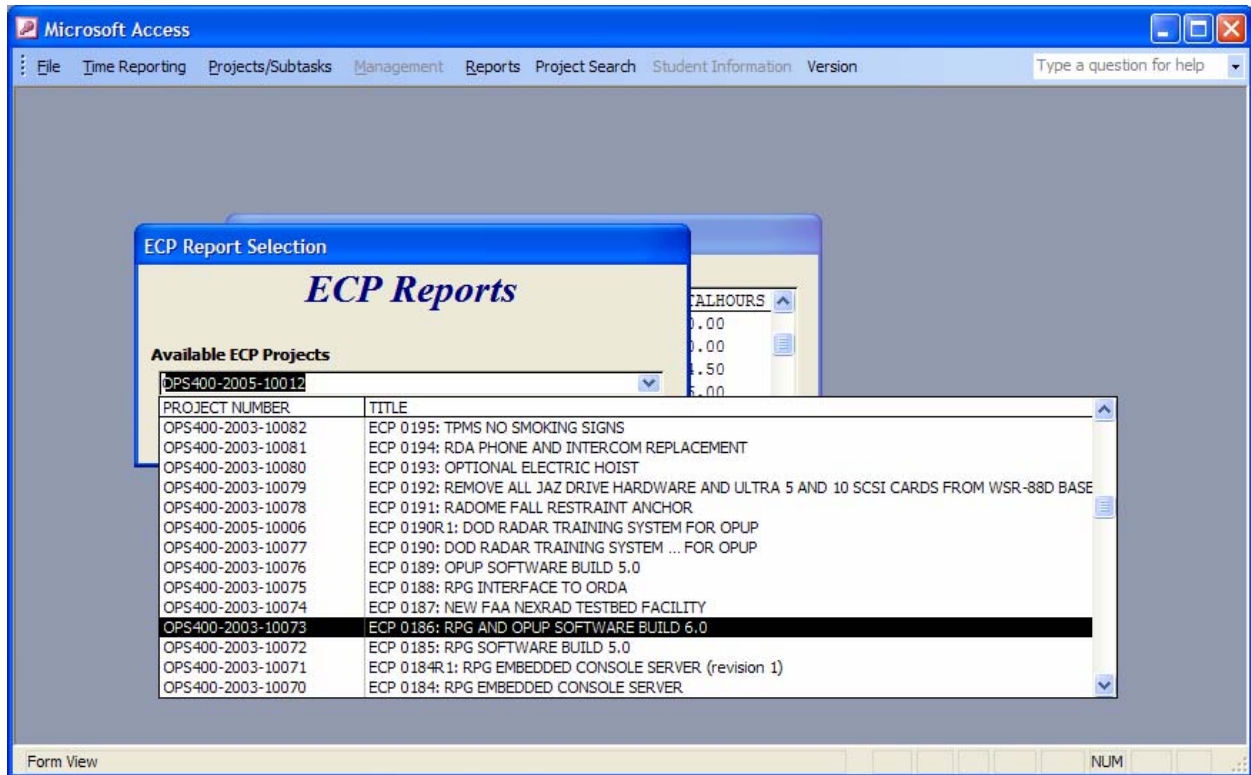 Microsoft Access
File Time Reporting Projects/Subtasks Management Reports Project Search Student Information Version Type a question for help
ECP Report Selection
ECP Reports
Available ECP Projects
OPS400-2005-10012
TALHOURS
.00
.00
.50
.00
PROJECT NUMBER TITLE
OPS400-2003-10082 ECP 0195: TPMS NO SMOKING SIGNS
OPS400-2003-10081 ECP 0194: RDA PHONE AND INTERCOM REPLACEMENT
OPS400-2003-10080 ECP 0193: OPTIONAL ELECTRIC HOIST
OPS400-2003-10079 ECP 0192: REMOVE ALL JAZ DRIVE HARDWARE AND ULTRA 5 AND 10 SCSI CARDS FROM WSR-88D BASE
OPS400-2003-10078 ECP 0191: RADOME FALL RESTRAINT ANCHOR
OPS400-2005-10006 ECP 0190R1: DOD RADAR TRAINING SYSTEM FOR OPUP
OPS400-2003-10077 ECP 0190: DOD RADAR TRAINING SYSTEM ... FOR OPUP
OPS400-2003-10076 ECP 0189: OPUP SOFTWARE BUILD 5.0
OPS400-2003-10075 ECP 0188: RPG INTERFACE TO ORDA
OPS400-2003-10074 ECP 0187: NEW FAA NEXRAD TESTBED FACILITY
OPS400-2003-10073 ECP 0186: RPG AND OPUP SOFTWARE BUILD 6.0
OPS400-2003-10072 ECP 0185: RPG SOFTWARE BUILD 5.0
OPS400-2003-10071 ECP 0184R1: RPG EMBEDDED CONSOLE SERVER (revision 1)
OPS400-2003-10070 ECP 0184: RPG EMBEDDED CONSOLE SERVER
Form View NUM